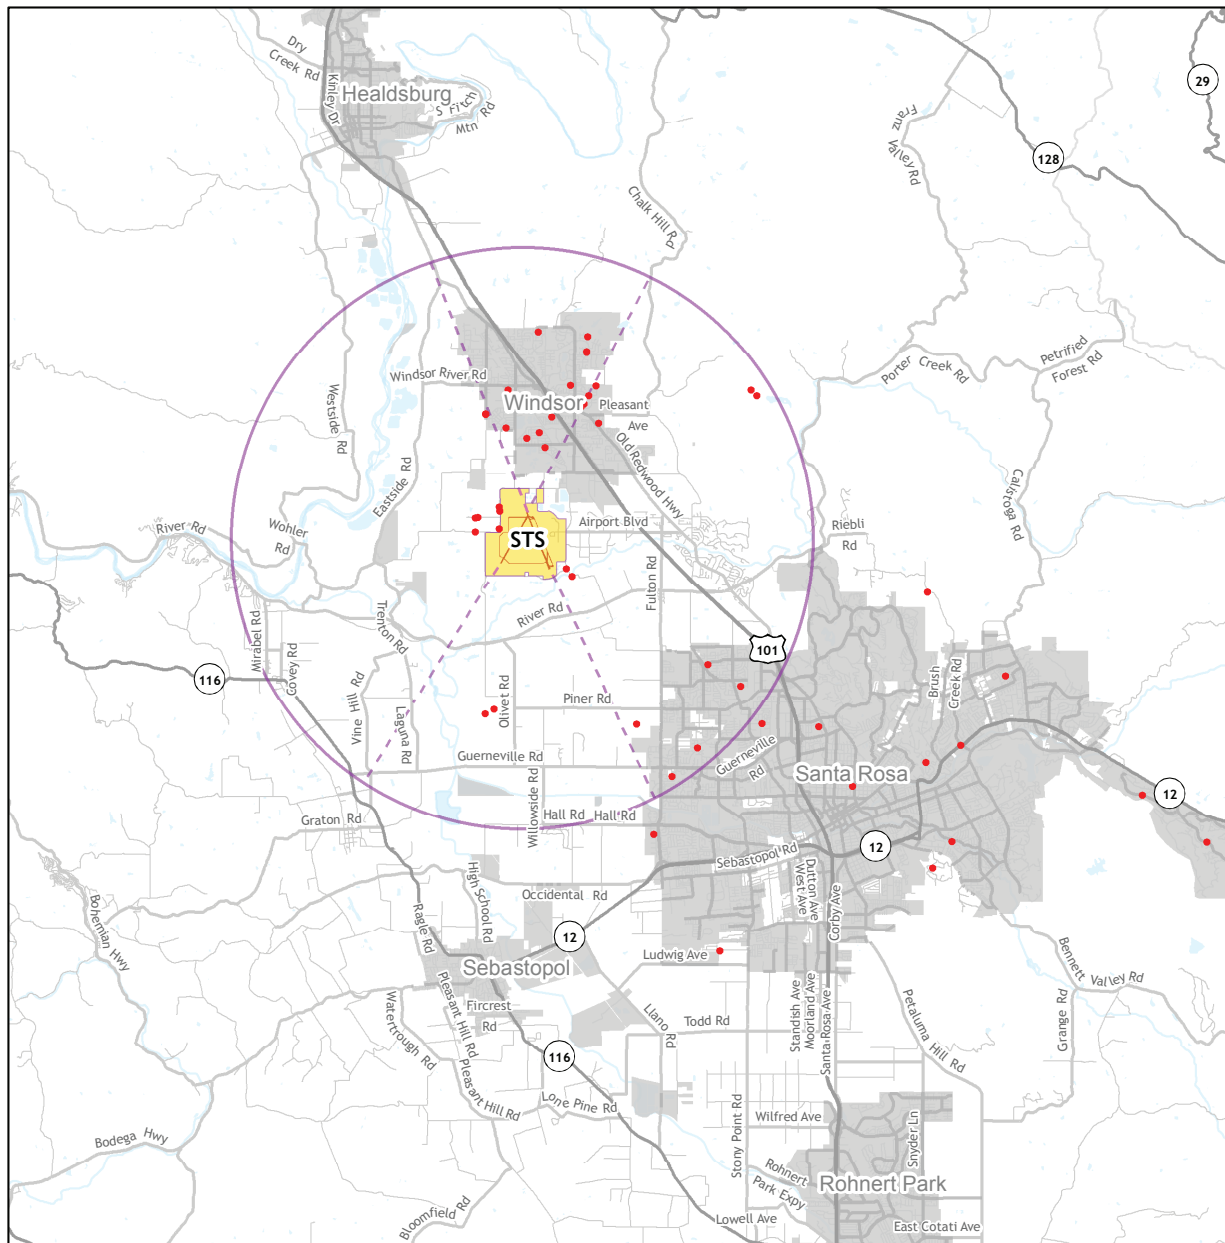 Dry
Creek Rd
Kinley Dr
Healdsburg
S Fitch
Mtn Rd
29
128
Franz
Valley Rd
Chalk Hill Rd
Petrified
Forest Rd
Porter
Creek Rd
Windsor River Rd
Windsor
Pleasant
Ave
Westside
Rd
Old Redwood Hwy
Eastside Rd
Calistoga Rd
River Rd
Wohler
Rd
STS
Airport Blvd
Riebli
Rd
Fulton Rd
River Rd
Trenton Rd
Mirabel Rd
Covey Rd
101
116
Vine Hill Rd
Laguna Rd
Olivet Rd
Piner Rd
Brush
Creek Rd
Guerneville Rd
Guerneville
Rd
Santa Rosa
12
Willowside Rd
Hall Rd
Hall Rd
Graton Rd
12
Sebastopol Rd
Dutton Ave
West Ave
Corby Ave
High School Rd
Occidental Rd
Bohemian Hwy
Ragle Rd
12
Ludwig Ave
Sebastopol
Bennett
Valley Rd
Fircrest
Rd
Watertrough Rd
Pleasant Hill Rd
Pleasant Hill Rd
Llano Rd
Todd Rd
Standish Ave
Moorland Ave
Santa Rosa Ave
Petaluma Hill Rd
Grange Rd
116
Lone Pine Rd
Stony Point Rd
Wilfred Ave
Snyder Ln
Bodega Hwy
Rohnert
Park Expy
Rohnert Park
Bloomfield Rd
Lowell Ave
East Cotati Ave